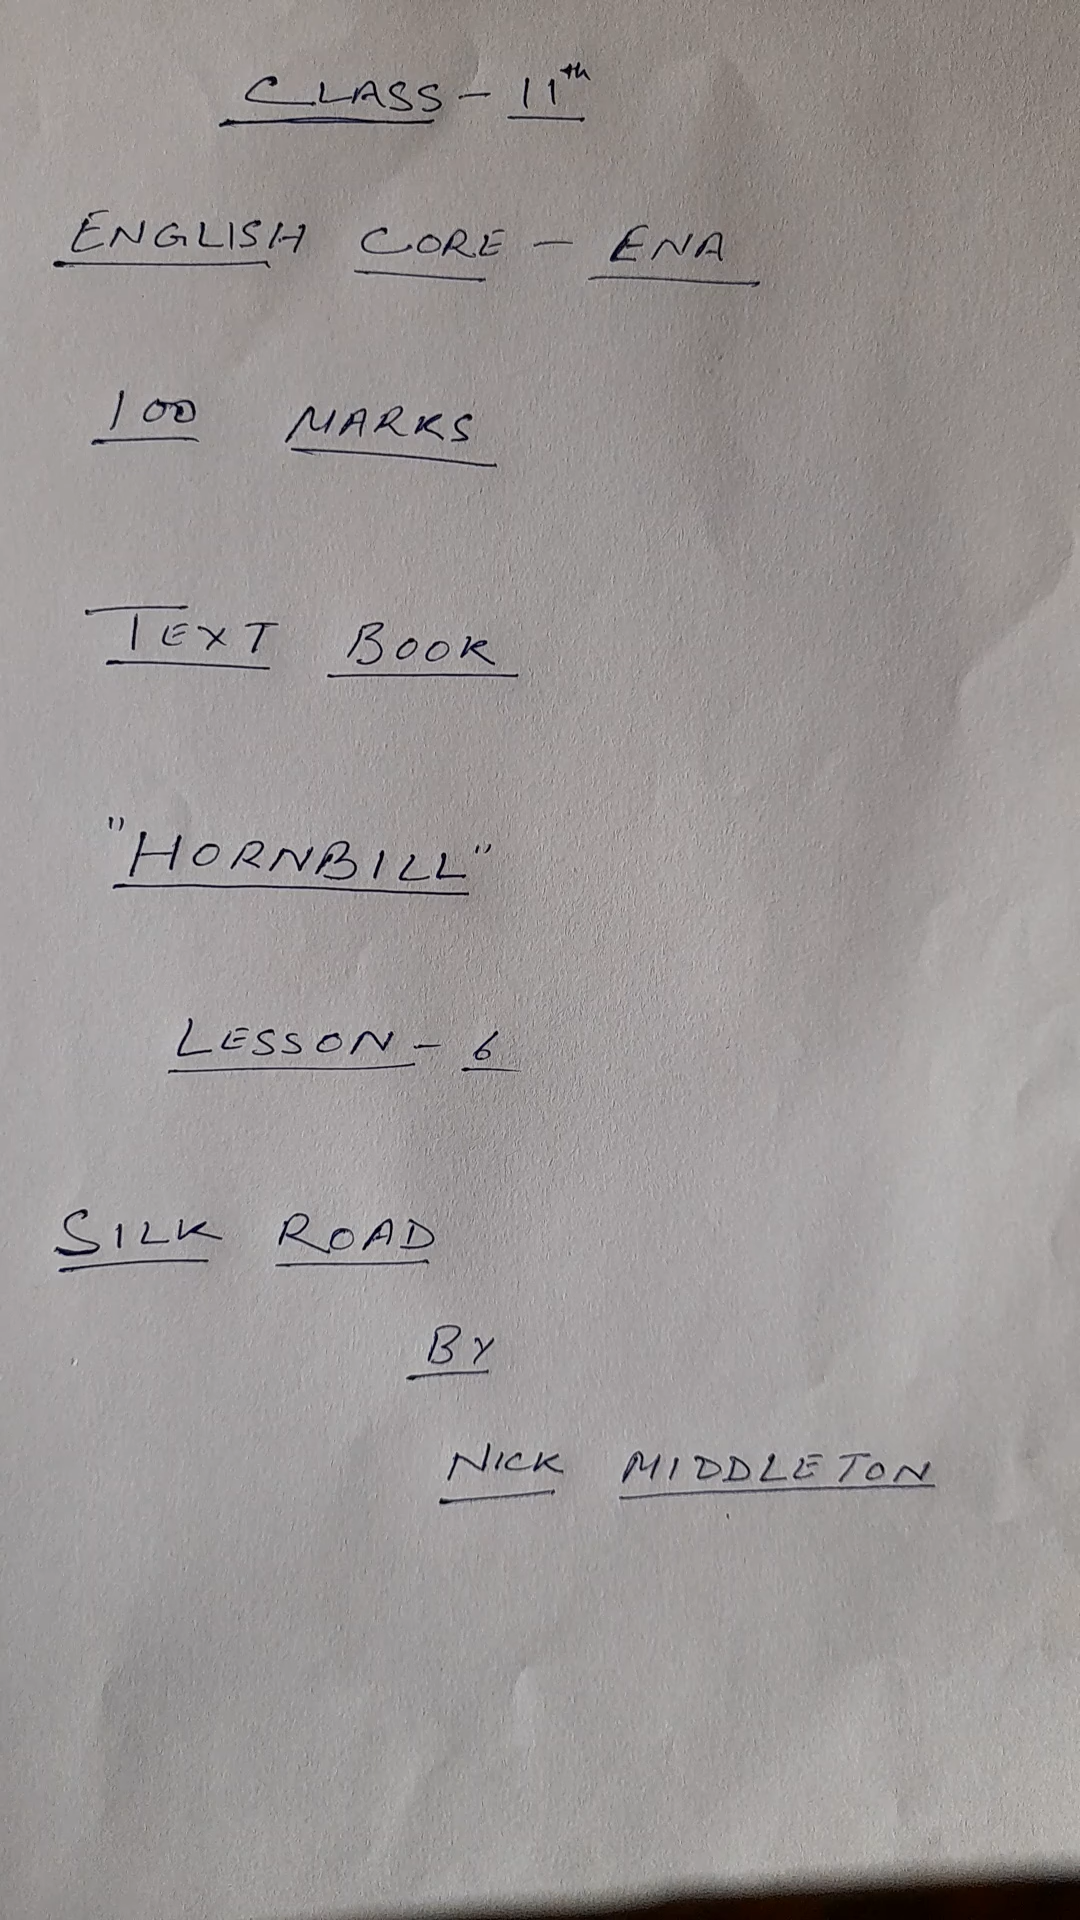 CLASS - 11th
ENGLISH CORE - ENA
100 MARKS
TEXT BOOK
"HORNBILL"
LESSON - 6
SILK ROAD
BY
NICK MIDDLETON